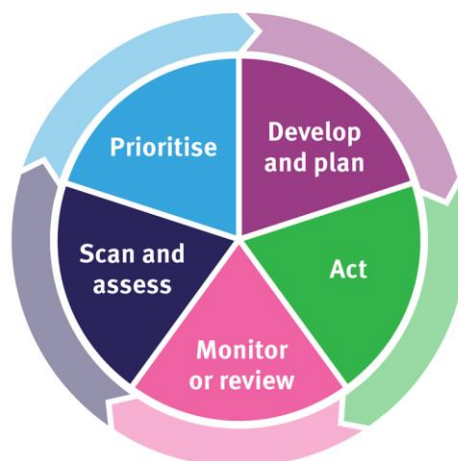 Prioritise
Develop
and plan
Scan and
assess
Act
Monitor
or review